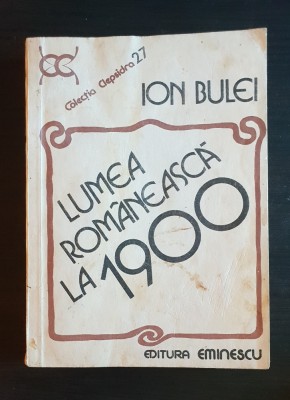 Colecția Clepsidra 27
ION BULEI
LUMEA
ROMÂNEASCĂ
LA 1900
EDITURA EMINESCU